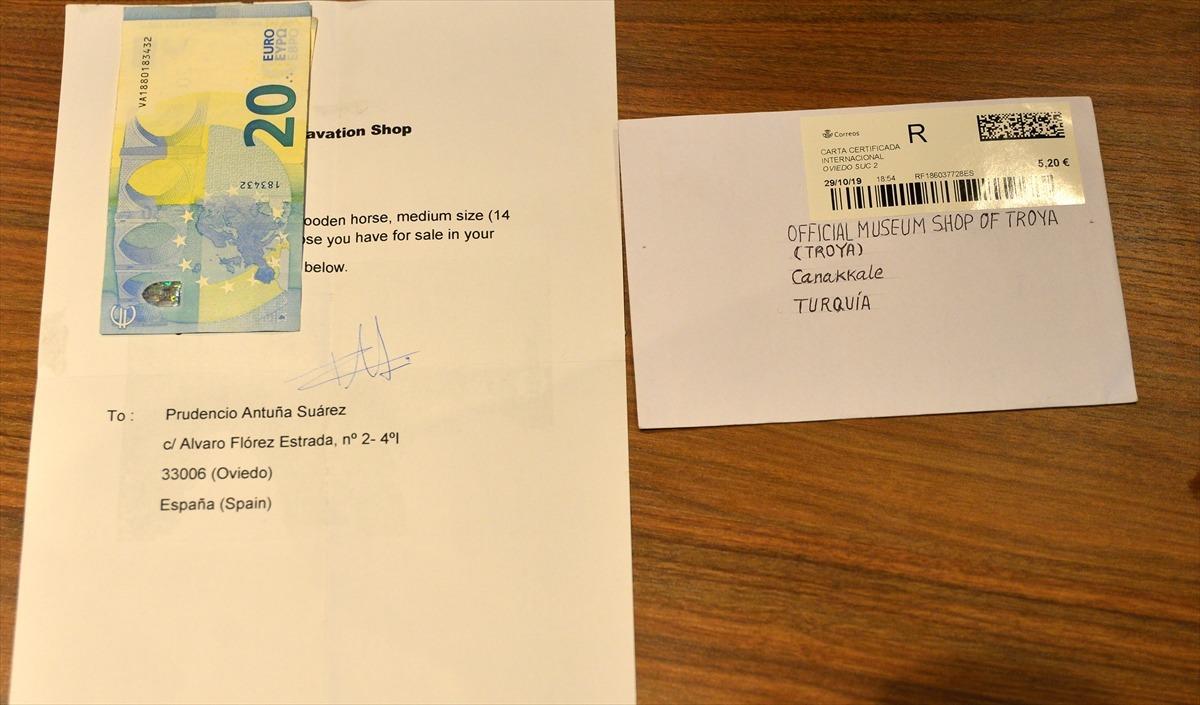 VA1880183432
20
EURO
ΕΥΡΩ
ЕВРО
183432
avation Shop
ooden horse, medium size (14
ose you have for sale in your
below.
To : Prudencio Antuña Suárez
c/ Alvaro Flórez Estrada, nº 2- 4ºI
33006 (Oviedo)
España (Spain)
Correos
R
CARTA CERTIFICADA
INTERNACIONAL
OVIEDO SUC 2
5,20 €
29/10/19 18:54 RF186037728ES
OFFICIAL MUSEUM SHOP OF TROYA
(TROYA)
Canakkale
TURQUÍA